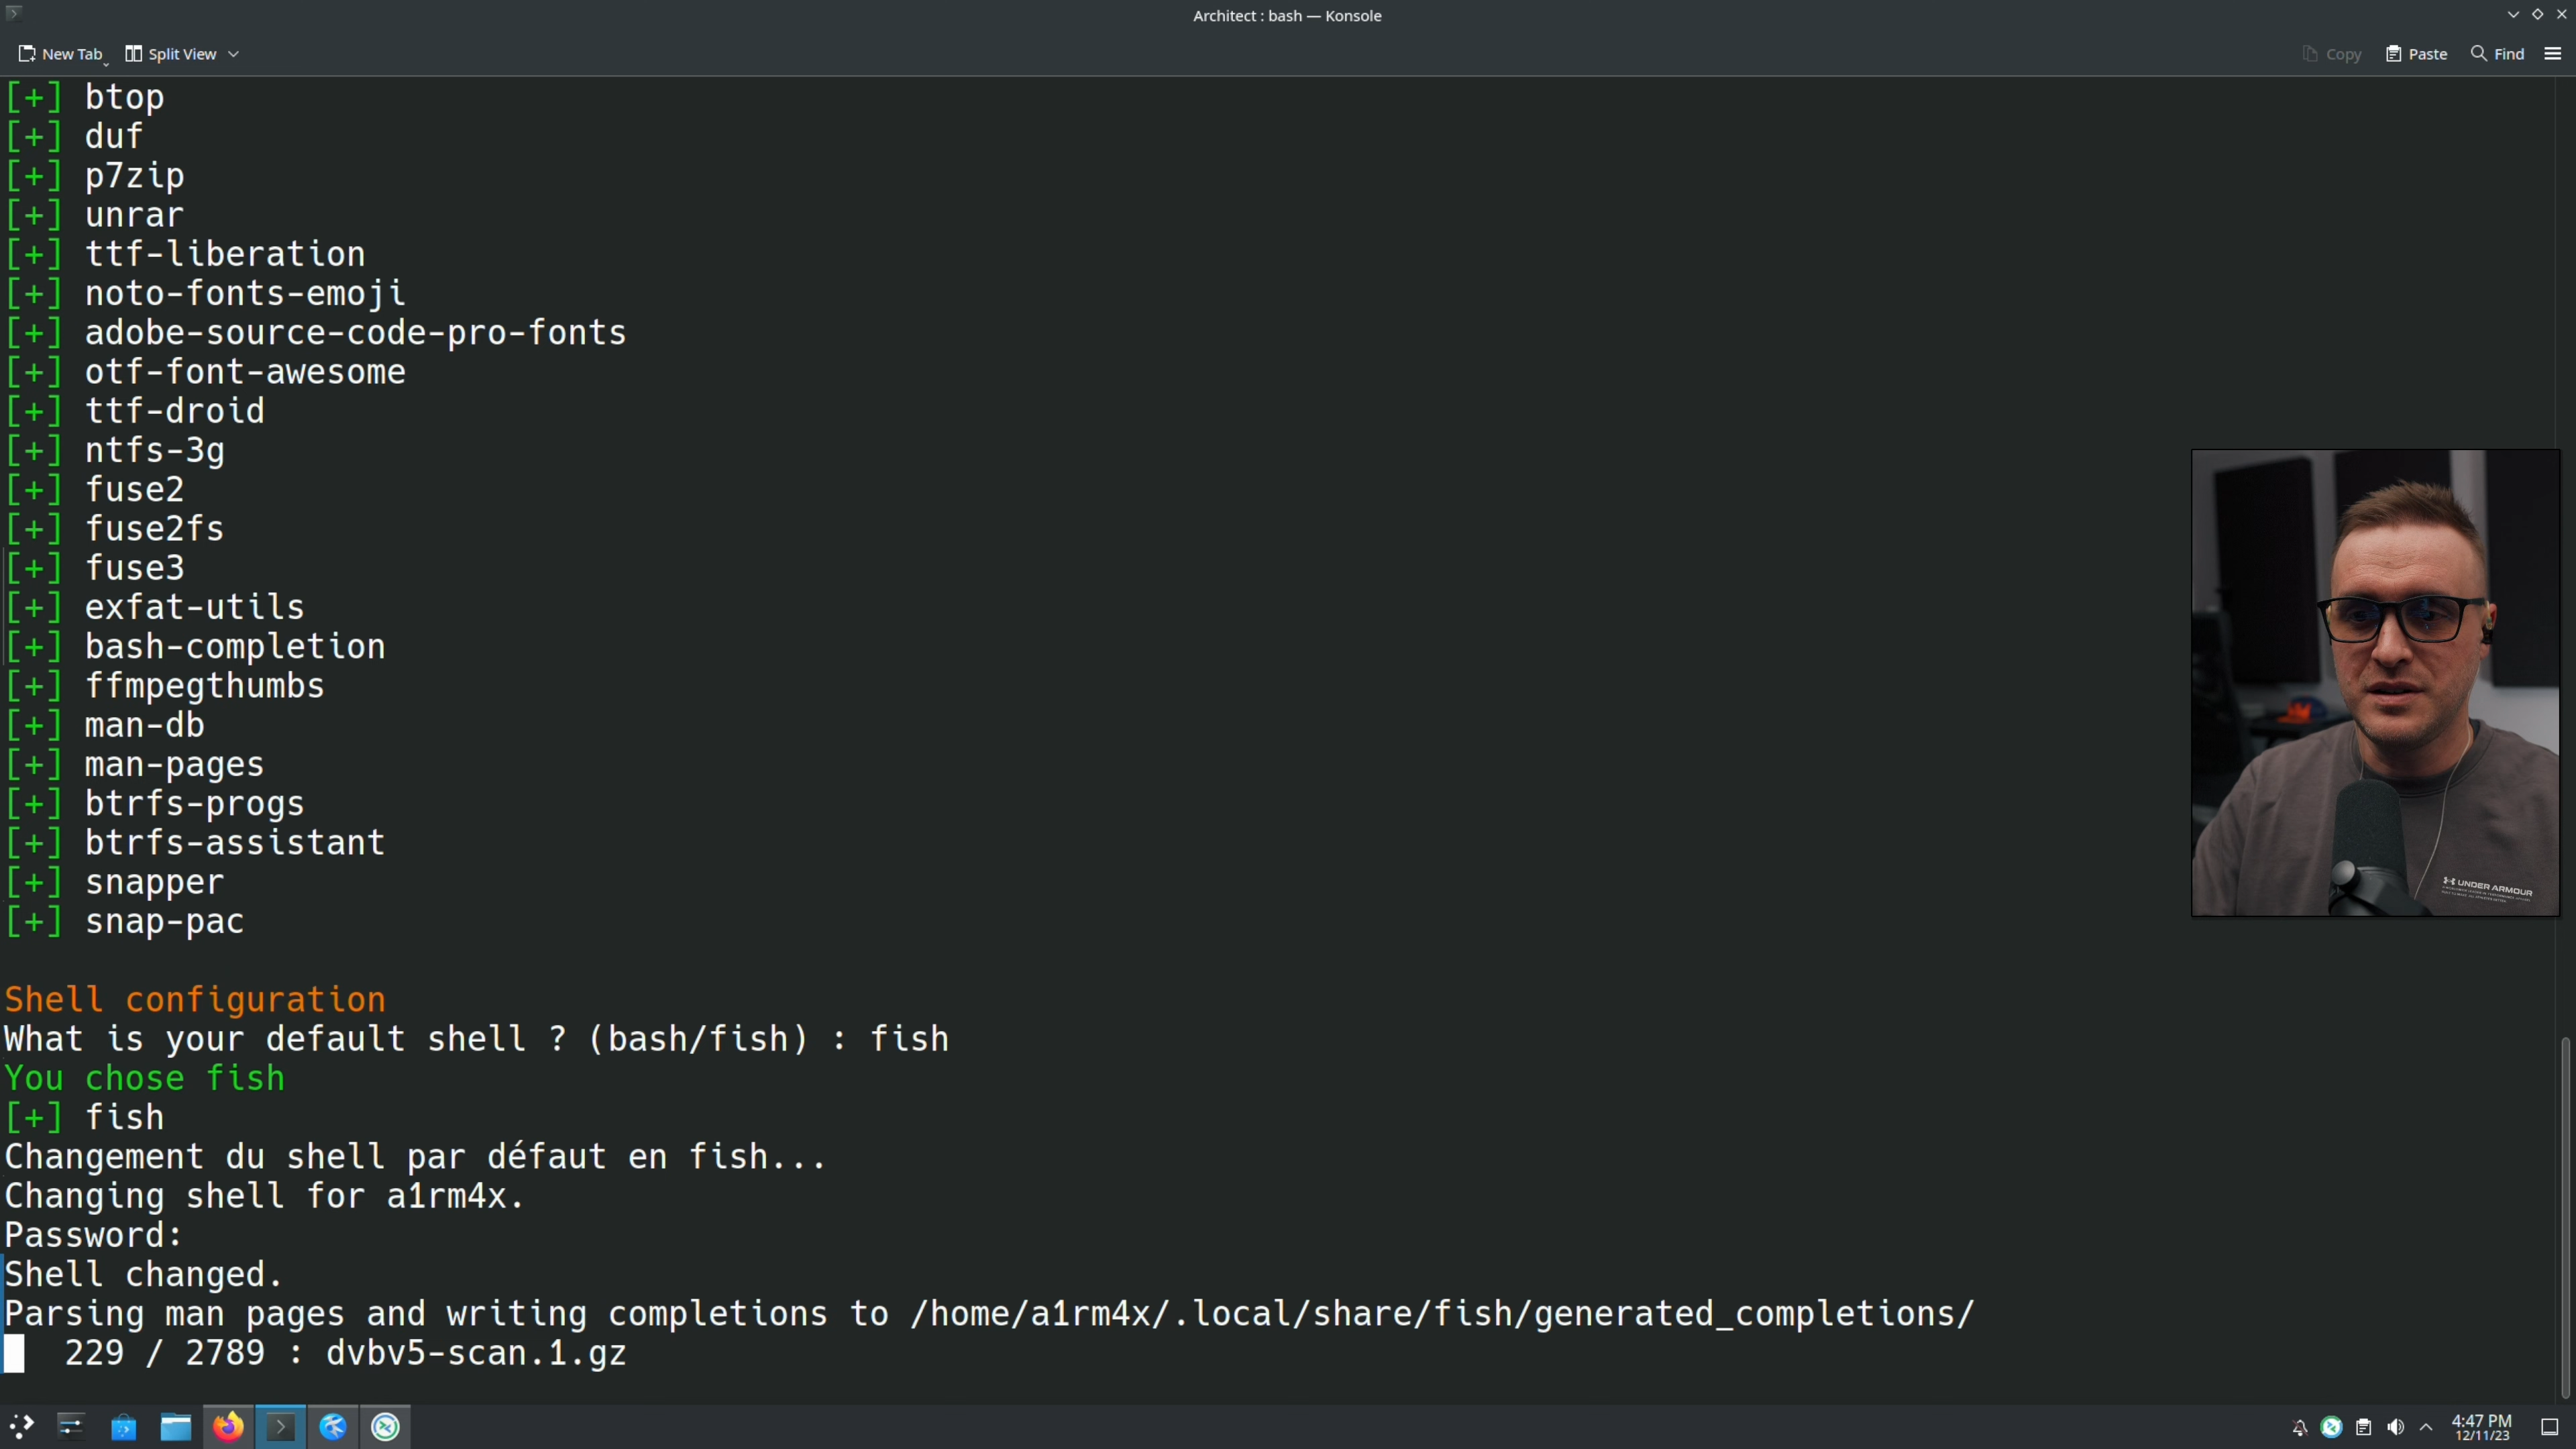 Architect : bash — Konsole
New Tab
Split View
Copy
Paste
Find
[+] btop
[+] duf
[+] p7zip
[+] unrar
[+] ttf-liberation
[+] noto-fonts-emoji
[+] adobe-source-code-pro-fonts
[+] otf-font-awesome
[+] ttf-droid
[+] ntfs-3g
[+] fuse2
[+] fuse2fs
[+] fuse3
[+] exfat-utils
[+] bash-completion
[+] ffmpegthumbs
[+] man-db
[+] man-pages
[+] btrfs-progs
[+] btrfs-assistant
[+] snapper
[+] snap-pac
UNDER ARMOUR
Shell configuration
What is your default shell ? (bash/fish) : fish
You chose fish
[+] fish
Changement du shell par défaut en fish...
Changing shell for a1rm4x.
Password:
Shell changed.
Parsing man pages and writing completions to /home/a1rm4x/.local/share/fish/generated_completions/
229 / 2789 : dvbv5-scan.1.gz
4:47 PM
12/11/23